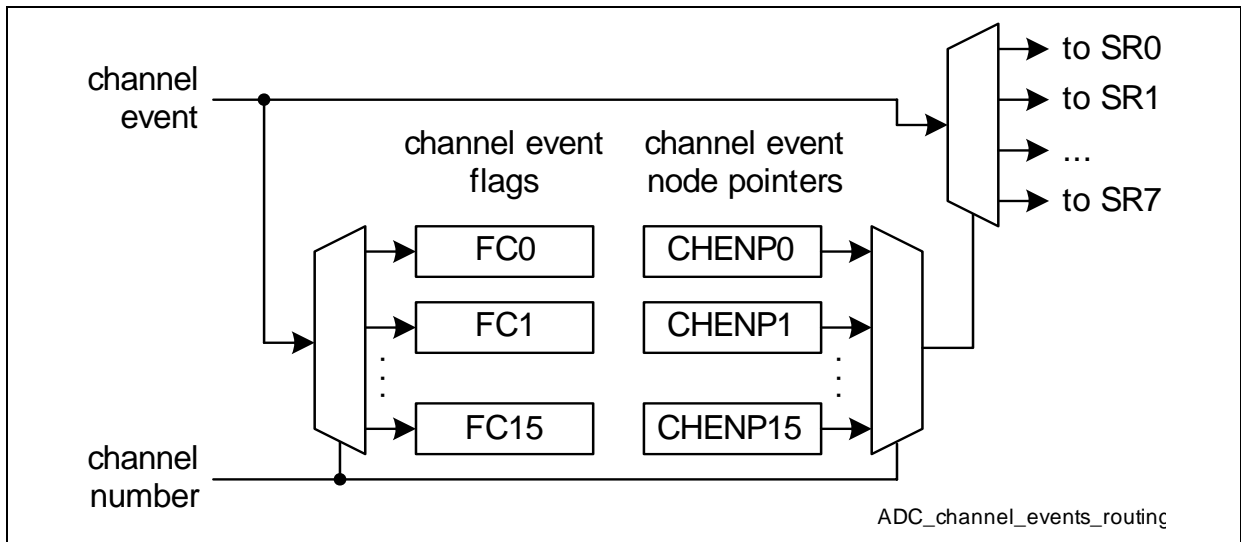 to SR0
channel
event
to SR1
channel event
flags
channel event
node pointers
...
to SR7
FC0
CHENP0
FC1
CHENP1
FC15
CHENP15
channel
number
ADC_channel_events_routing